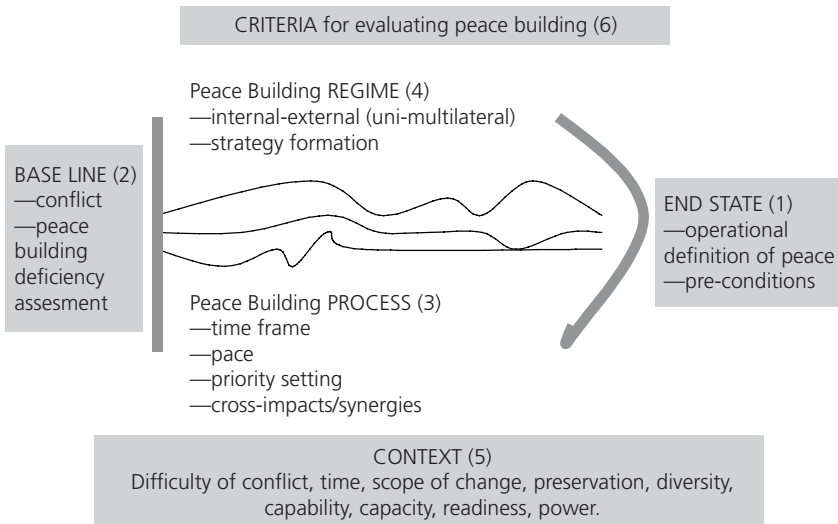 CRITERIA for evaluating peace building (6)
Peace Building REGIME (4)
—internal-external (uni-multilateral)
—strategy formation
BASE LINE (2)
—conflict
—peace
building
deficiency
assesment
END STATE (1)
—operational
definition of peace
—pre-conditions
Peace Building PROCESS (3)
—time frame
—pace
—priority setting
—cross-impacts/synergies
CONTEXT (5)
Difficulty of conflict, time, scope of change, preservation, diversity,
capability, capacity, readiness, power.